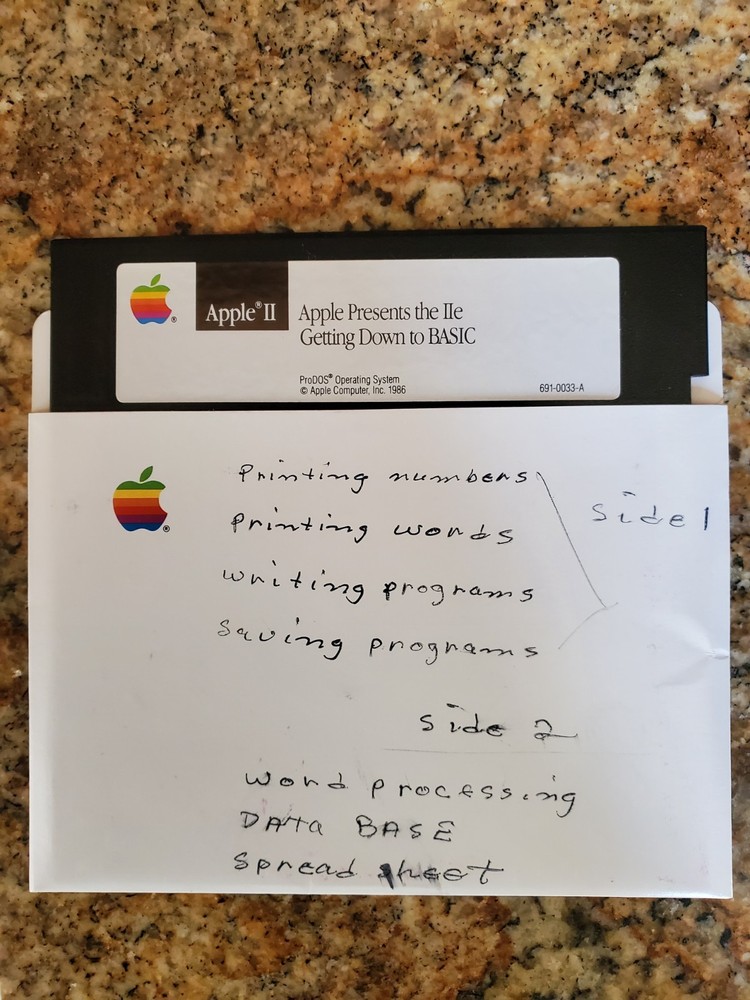 Apple® II
Apple Presents the IIe
Getting Down to BASIC
ProDOS® Operating System
© Apple Computer, Inc. 1986
691-0033-A
®
Printing numbers
Printing words
Side 1
writing programs
Saving programs
®
Side 2
word processing
DATA BASE
Spread sheet